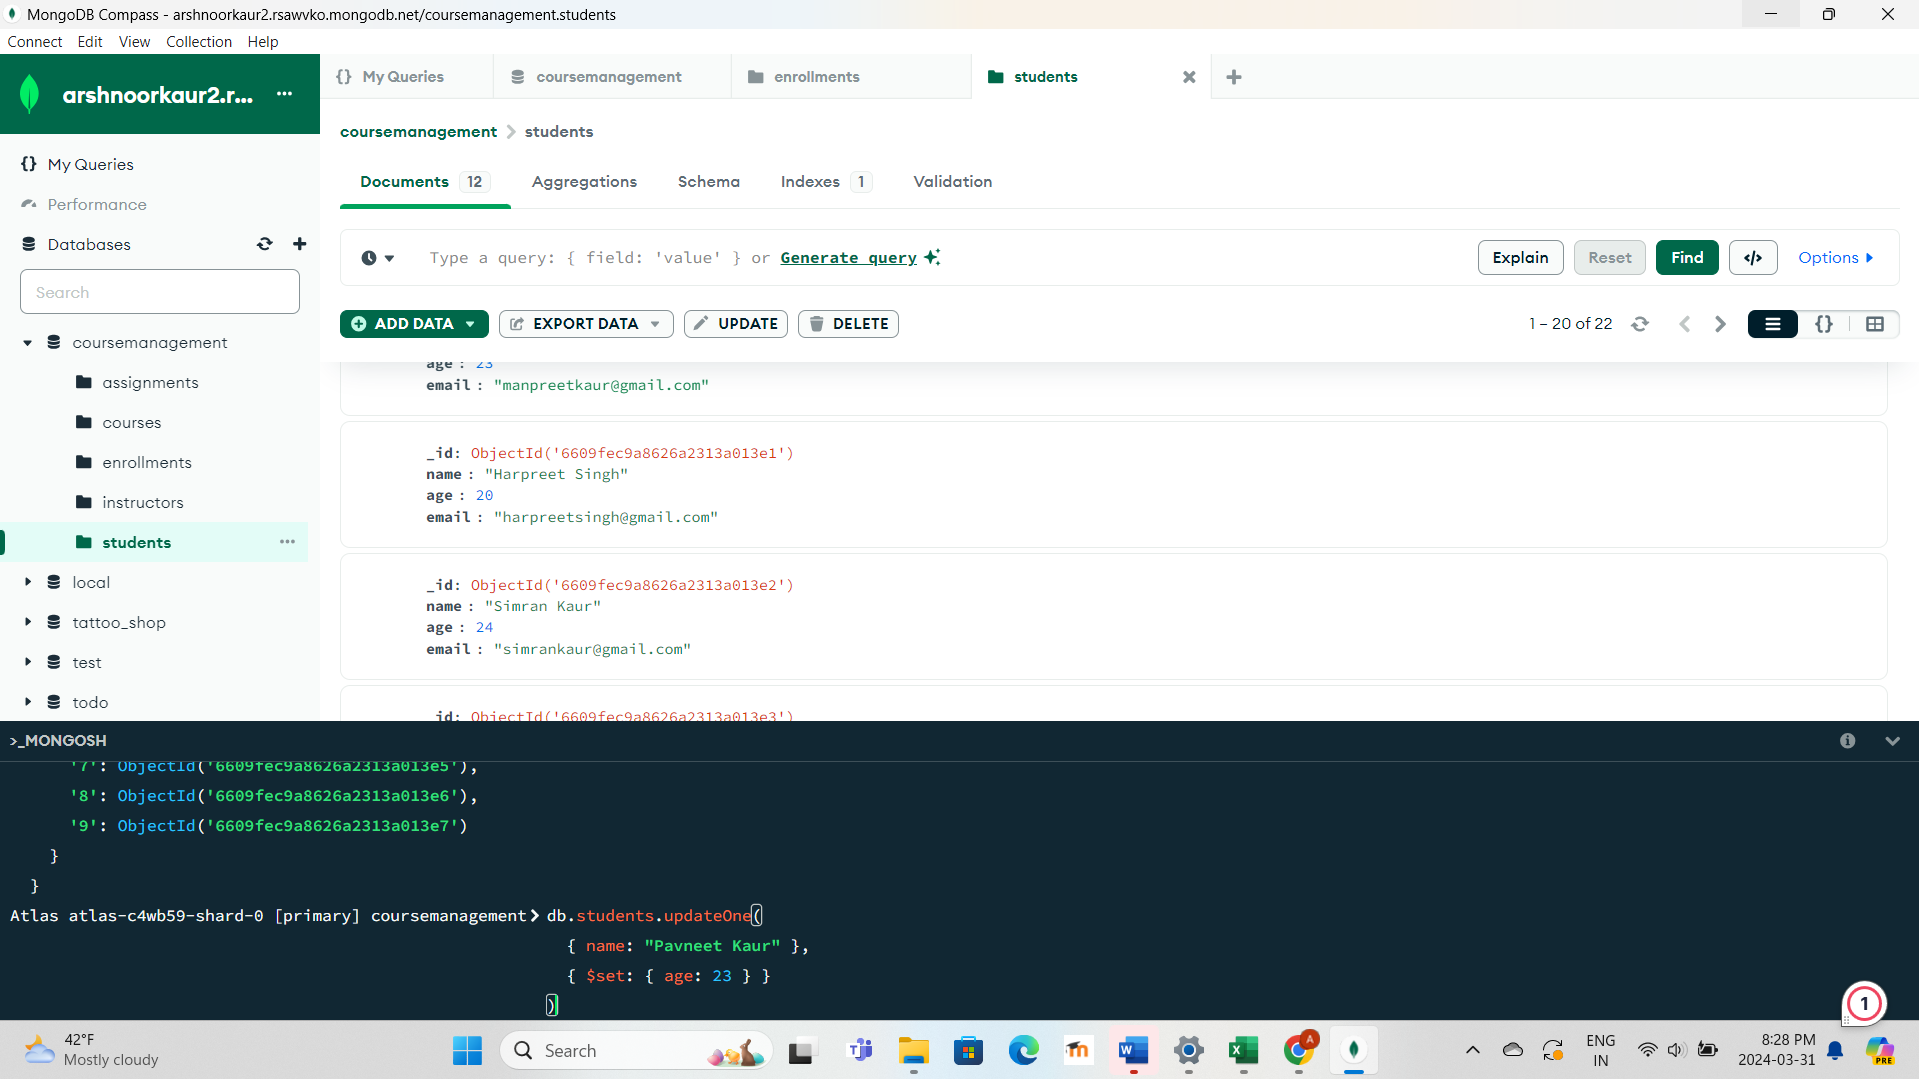 MongoDB Compass - arshnoorkaur2.rsawvko.mongodb.net/coursemanagement.students
Connect Edit View Collection Help
arshnoorkaur2.r... ...
{} My Queries
Performance
Databases
Search
coursemanagement
assignments
courses
enrollments
instructors
students ...
local
tattoo_shop
test
todo
{} My Queries
coursemanagement
enrollments
students
coursemanagement > students
Documents 12 Aggregations Schema Indexes 1 Validation
Type a query: { field: 'value' } or Generate query
Explain Reset Find </> Options
ADD DATA EXPORT DATA UPDATE DELETE
1 – 20 of 22 {}
age : 23
email : "manpreetkaur@gmail.com"
_id: ObjectId('6609fec9a8626a2313a013e1')
name : "Harpreet Singh"
age : 20
email : "harpreetsingh@gmail.com"
_id: ObjectId('6609fec9a8626a2313a013e2')
name : "Simran Kaur"
age : 24
email : "simrankaur@gmail.com"
_id: ObjectId('6609fec9a8626a2313a013e3')
>_MONGOSH
'7': ObjectId('6609fec9a8626a2313a013e5'),
'8': ObjectId('6609fec9a8626a2313a013e6'),
'9': ObjectId('6609fec9a8626a2313a013e7')
}
}
Atlas atlas-c4wb59-shard-0 [primary] coursemanagement> db.students.updateOne(
{ name: "Pavneet Kaur" },
{ $set: { age: 23 } }
)
1
42°F
Mostly cloudy
Search
A
PRE
ENG
IN
8:28 PM
2024-03-31